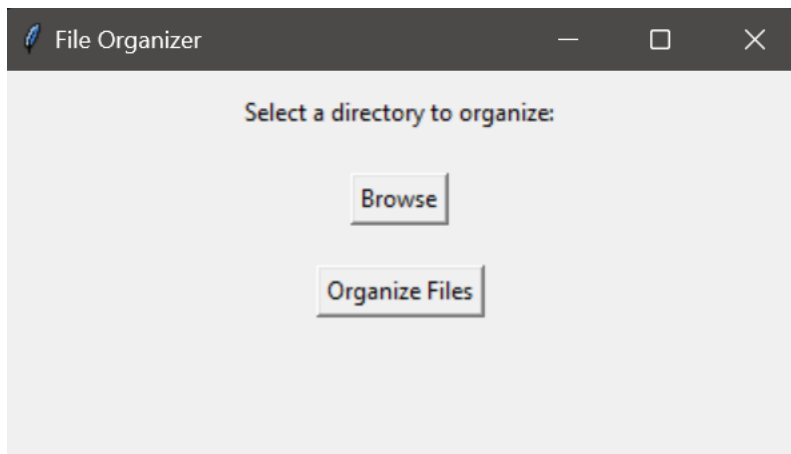 File Organizer
Select a directory to organize:
Browse
Organize Files